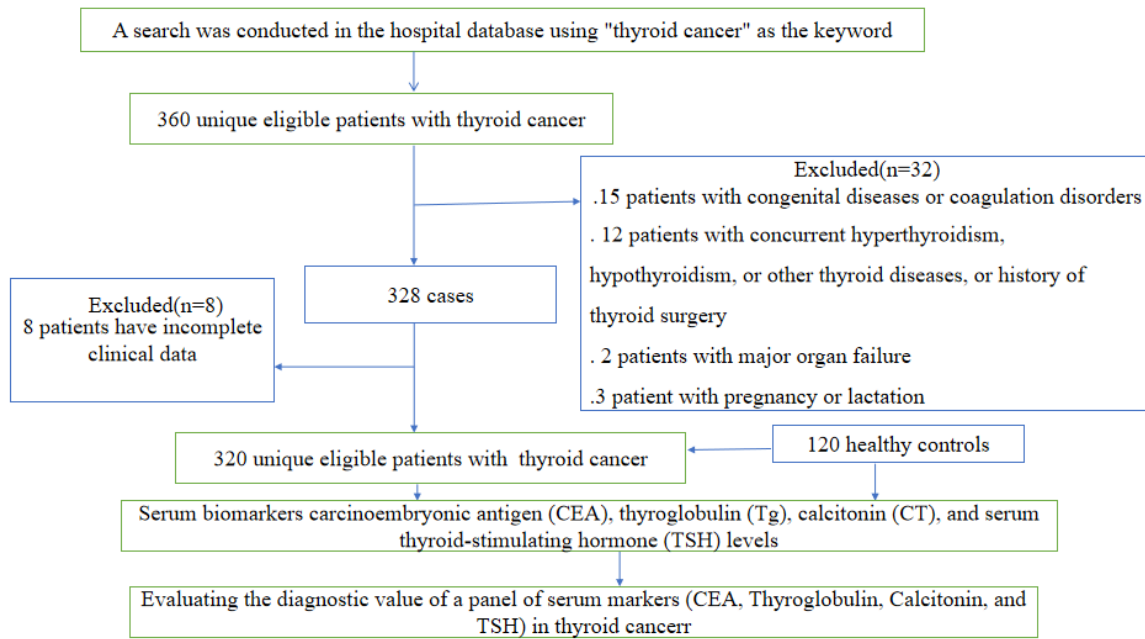 A search was conducted in the hospital database using "thyroid cancer" as the keyword
360 unique eligible patients with thyroid cancer
Excluded(n=32)
.15 patients with congenital diseases or coagulation disorders
. 12 patients with concurrent hyperthyroidism,
hypothyroidism, or other thyroid diseases, or history of
thyroid surgery
. 2 patients with major organ failure
.3 patient with pregnancy or lactation
328 cases
Excluded(n=8)
8 patients have incomplete
clinical data
320 unique eligible patients with thyroid cancer
120 healthy controls
Serum biomarkers carcinoembryonic antigen (CEA), thyroglobulin (Tg), calcitonin (CT), and serum
thyroid-stimulating hormone (TSH) levels
Evaluating the diagnostic value of a panel of serum markers (CEA, Thyroglobulin, Calcitonin, and
TSH) in thyroid cancerr